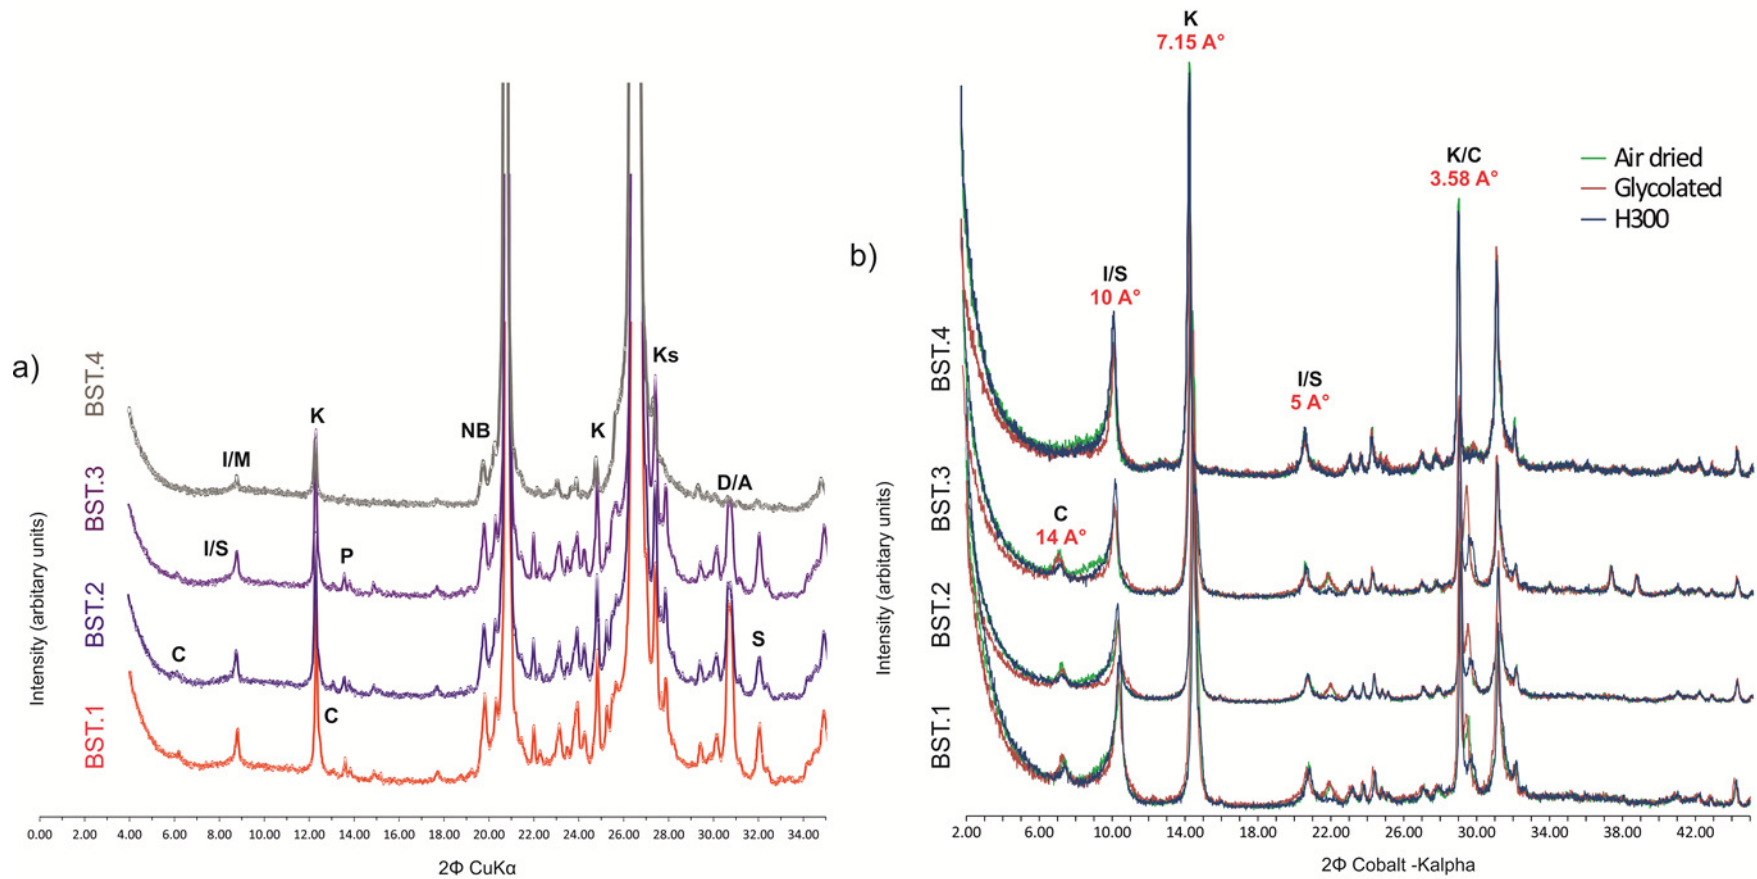 a)
Intensity (arbitary units)
BST.4
BST.3
BST.2
BST.1
I/M
K
NB
K
Ks
D/A
I/S
P
C
C
S
0.00 2.00 4.00 6.00 8.00 10.00 12.00 14.00 16.00 18.00 20.00 22.00 24.00 26.00 28.00 30.00 32.00 34.00
2Φ CuKα
b)
Intensity (arbitary units)
BST.4
BST.3
BST.2
BST.1
K
7.15 A°
K/C
3.58 A°
I/S
10 A°
I/S
5 A°
C
14 A°
Air dried
Glycolated
H300
2.00 6.00 10.00 14.00 18.00 22.00 26.00 30.00 34.00 38.00 42.00
2Φ Cobalt -Kalpha